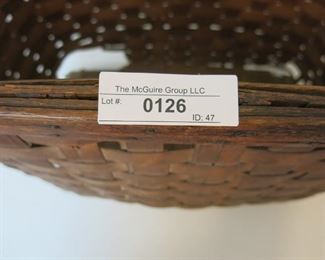 The McGuire Group LLC
Lot #: 0126
ID; 47